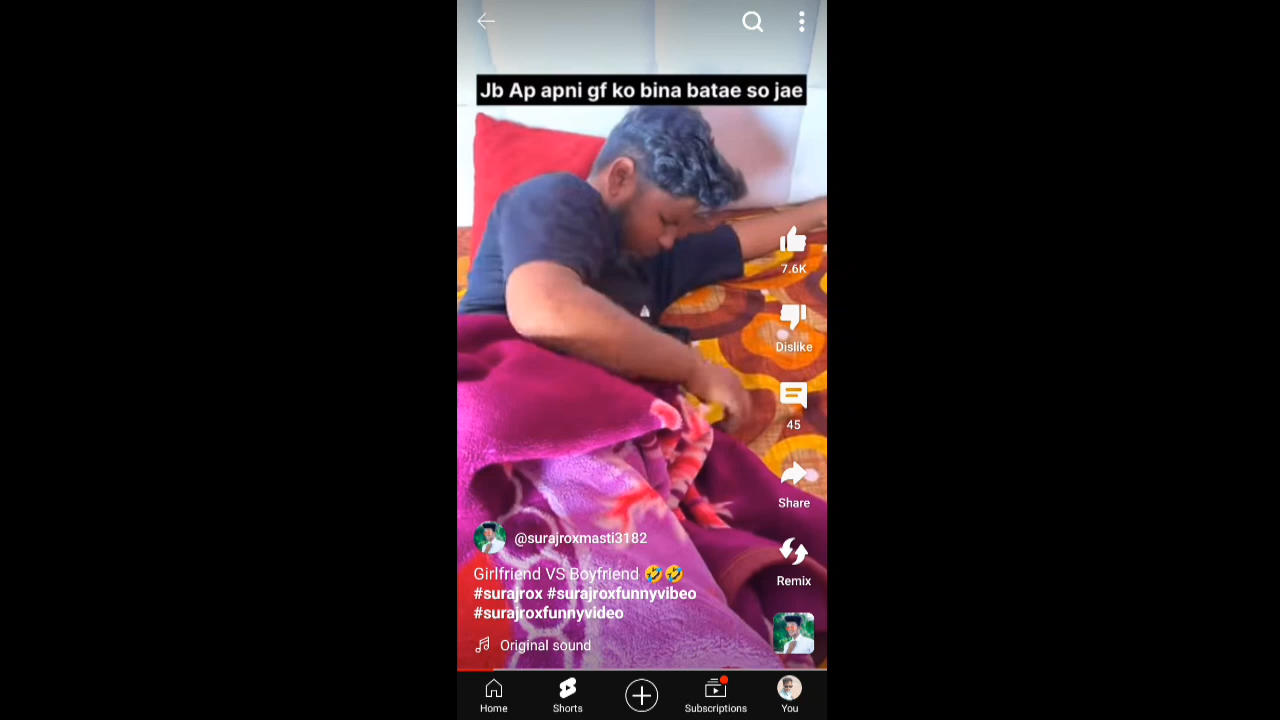 Jb Ap apni gf ko bina batae so jae
7.6K
Dislike
45
Share
@surajroxmasti3182
Remix
Girlfriend VS Boyfriend 🤣🤣
#surajrox #surajroxfunnyvibeo
#surajroxfunnyvideo
Original sound
Home
Shorts
Subscriptions
You